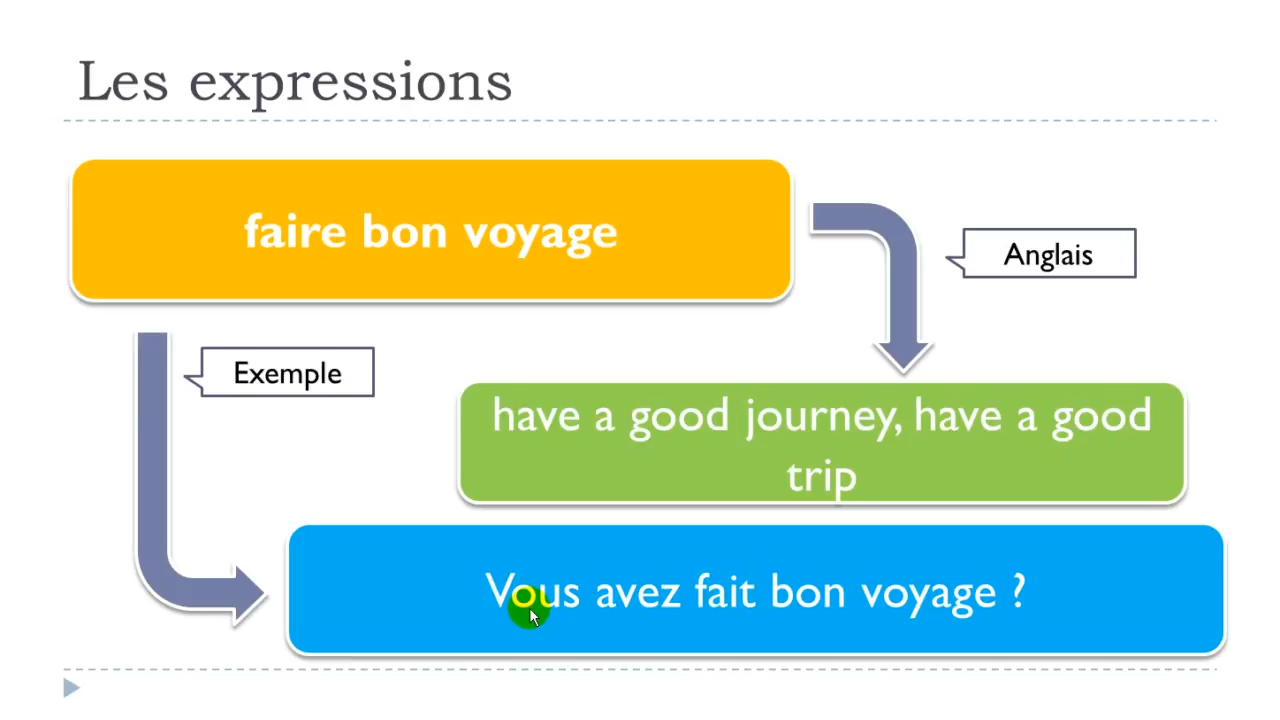 Les expressions
faire bon voyage
Anglais
Exemple
have a good journey, have a good
trip
Vous avez fait bon voyage ?